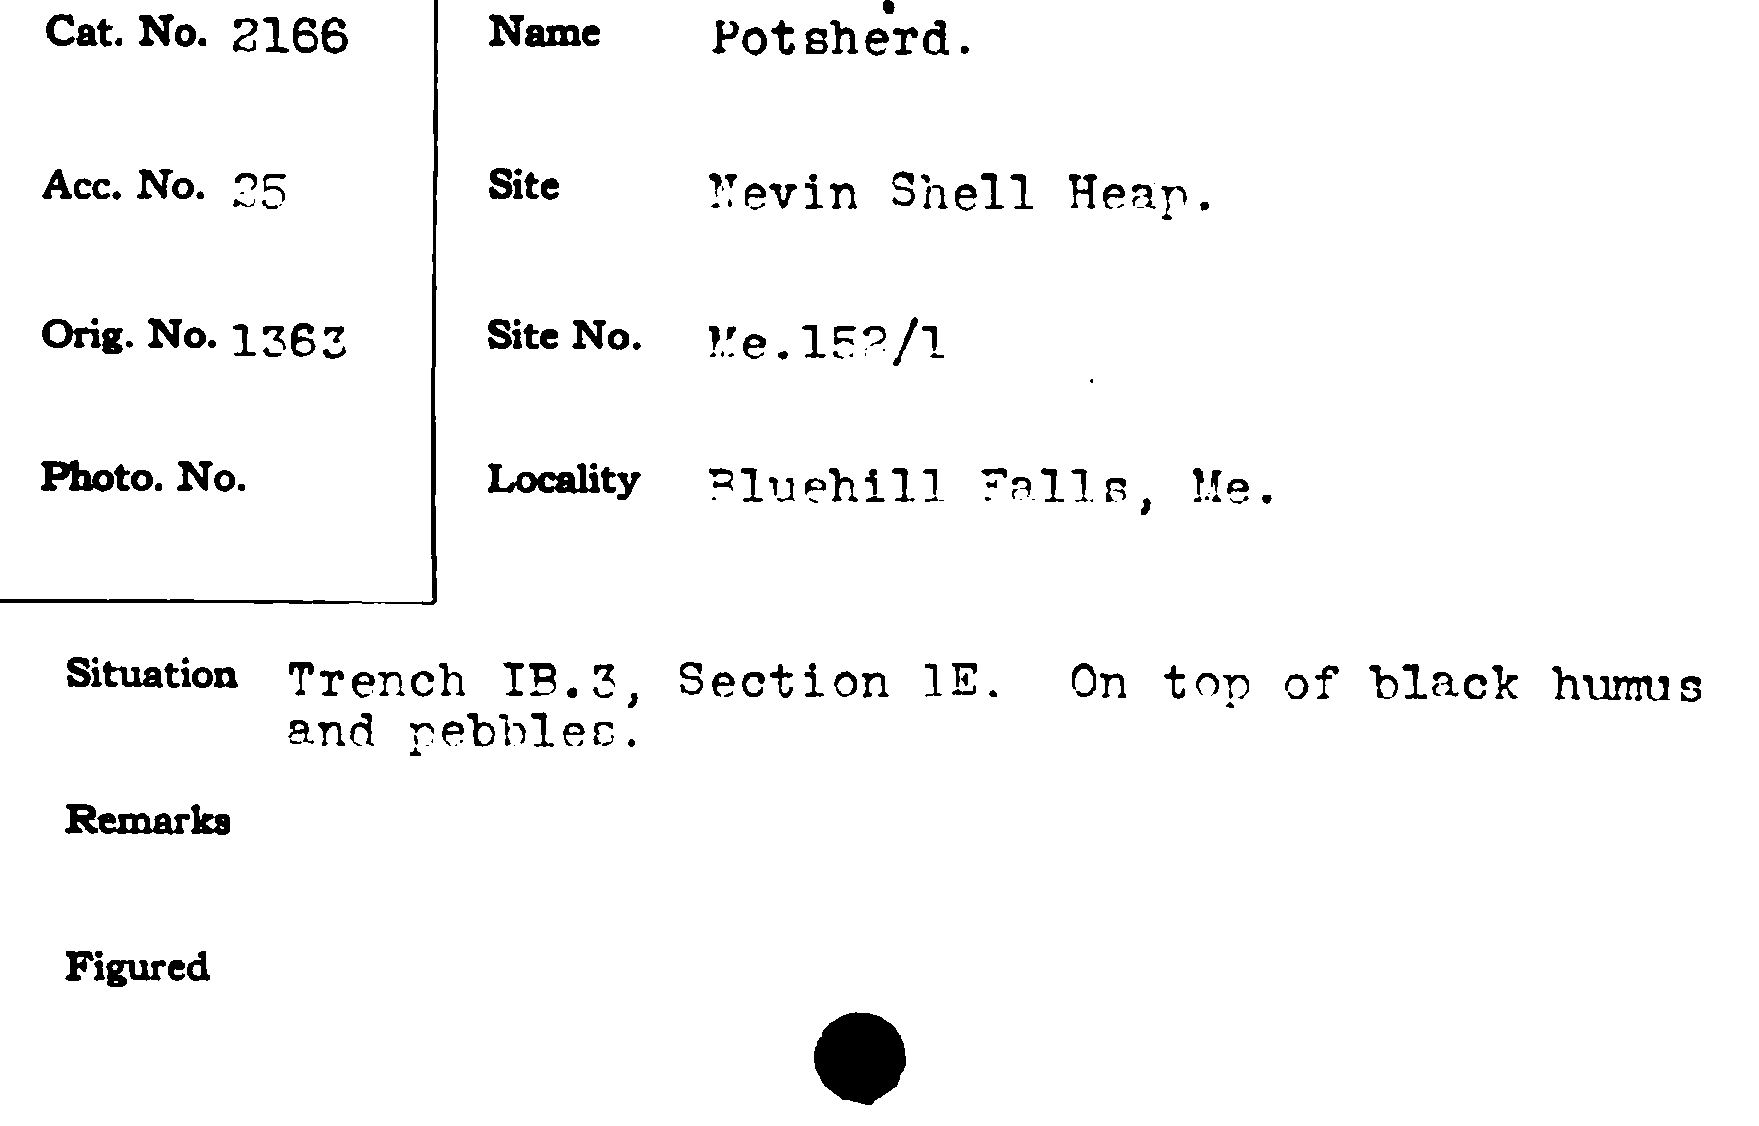 Cat. No. 2166 Name Potsherd.
Acc. No. 25 Site Nevin Shell Heap.
Orig. No. 1363 Site No. Me.152/1
Photo. No. Locality Bluehill Falls, Me.
Situation Trench IB.3, Section 1E. On top of black humus
and pebbles.
Remarks
Figured